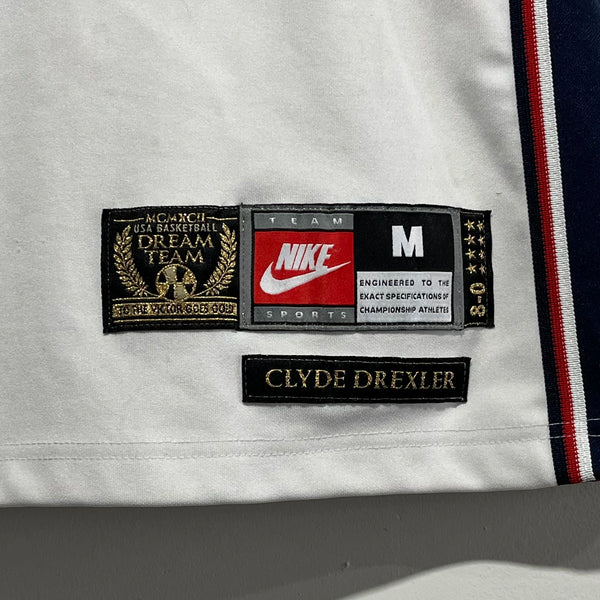 MCMXCII
USA BASKETBALL
DREAM
TEAM
TO THE VICTOR GOES GOLD
TEAM
NIKE
SPORTS
M
ENGINEERED TO THE
EXACT SPECIFICATIONS OF
CHAMPIONSHIP ATHLETES
8-0
CLYDE DREXLER